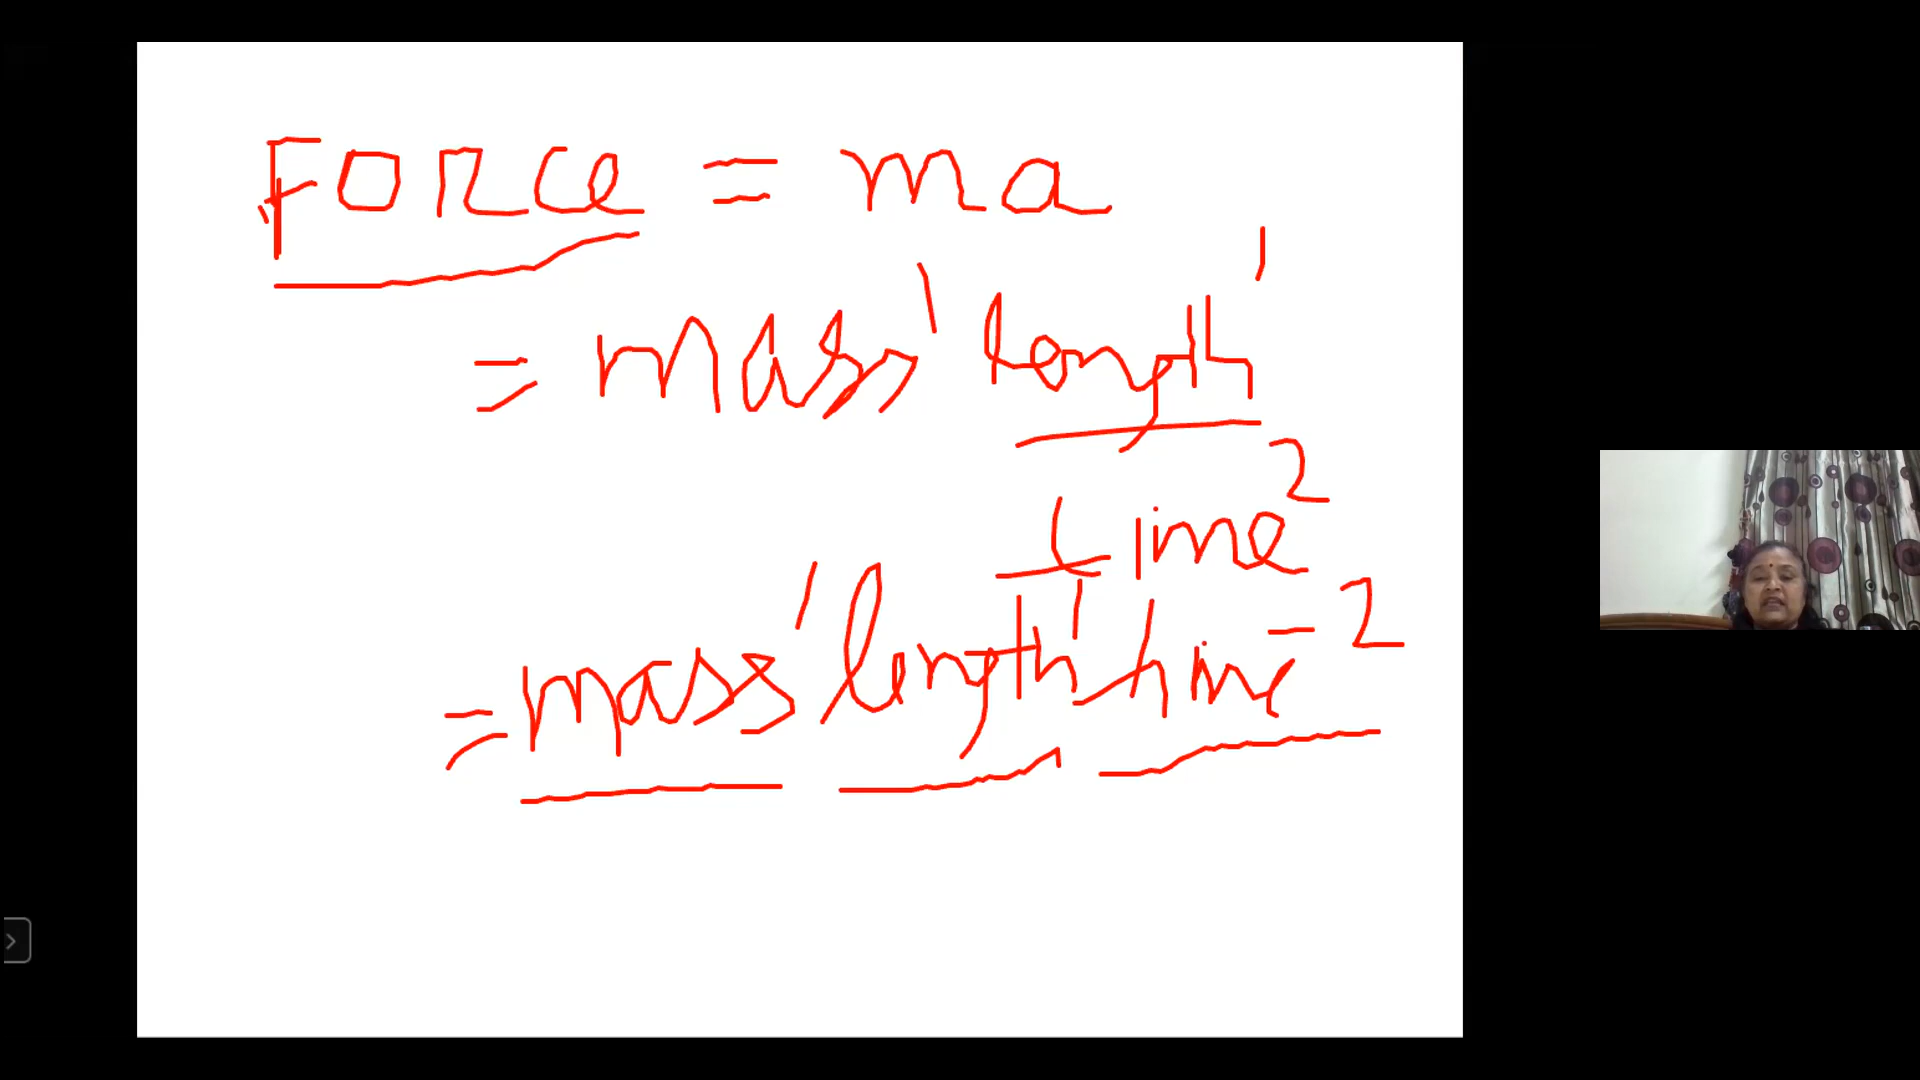 Force = ma
= mass¹ length¹
time²
= mass¹ length¹ time⁻²